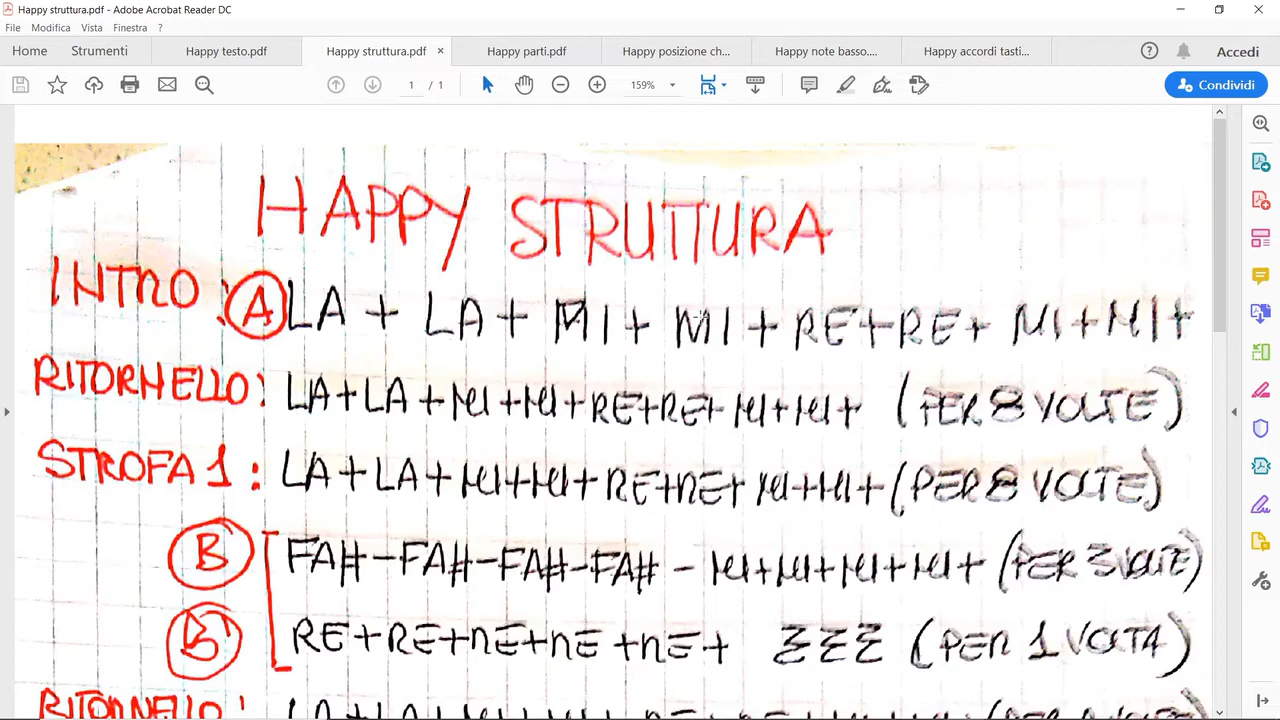 Happy struttura.pdf - Adobe Acrobat Reader DC
File Modifica Vista Finestra ?
Home Strumenti Happy testo.pdf Happy struttura.pdf × Happy parti.pdf Happy posizione ch... Happy note basso.... Happy accordi tasti... Accedi
1 / 1 159% Condividi
HAPPY STRUTTURA
INTRO: A LA + LA + MI + MI + RE+RE+ MI+MI+
RITORNELLO: LA+LA+MI+MI+RE+RE+MI+MI+ (PER 8 VOLTE)
STROFA 1: LA+LA+MI+MI+RE+RE+MI+MI+(PER 8 VOLTE)
B FA#-FA#-FA#-FA#- MI+MI+MI+MI+ (PER 3 VOLTE)
B RE+RE+RE+RE+RE+ (PER 1 VOLTA)
RITORNELLO: